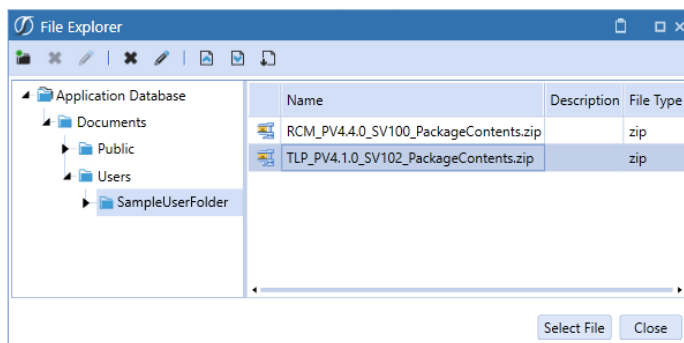 File Explorer
Application Database
Documents
Public
Users
SampleUserFolder
Name Description File Type
RCM_PV4.4.0_SV100_PackageContents.zip zip
TLP_PV4.1.0_SV102_PackageContents.zip zip
Select File Close